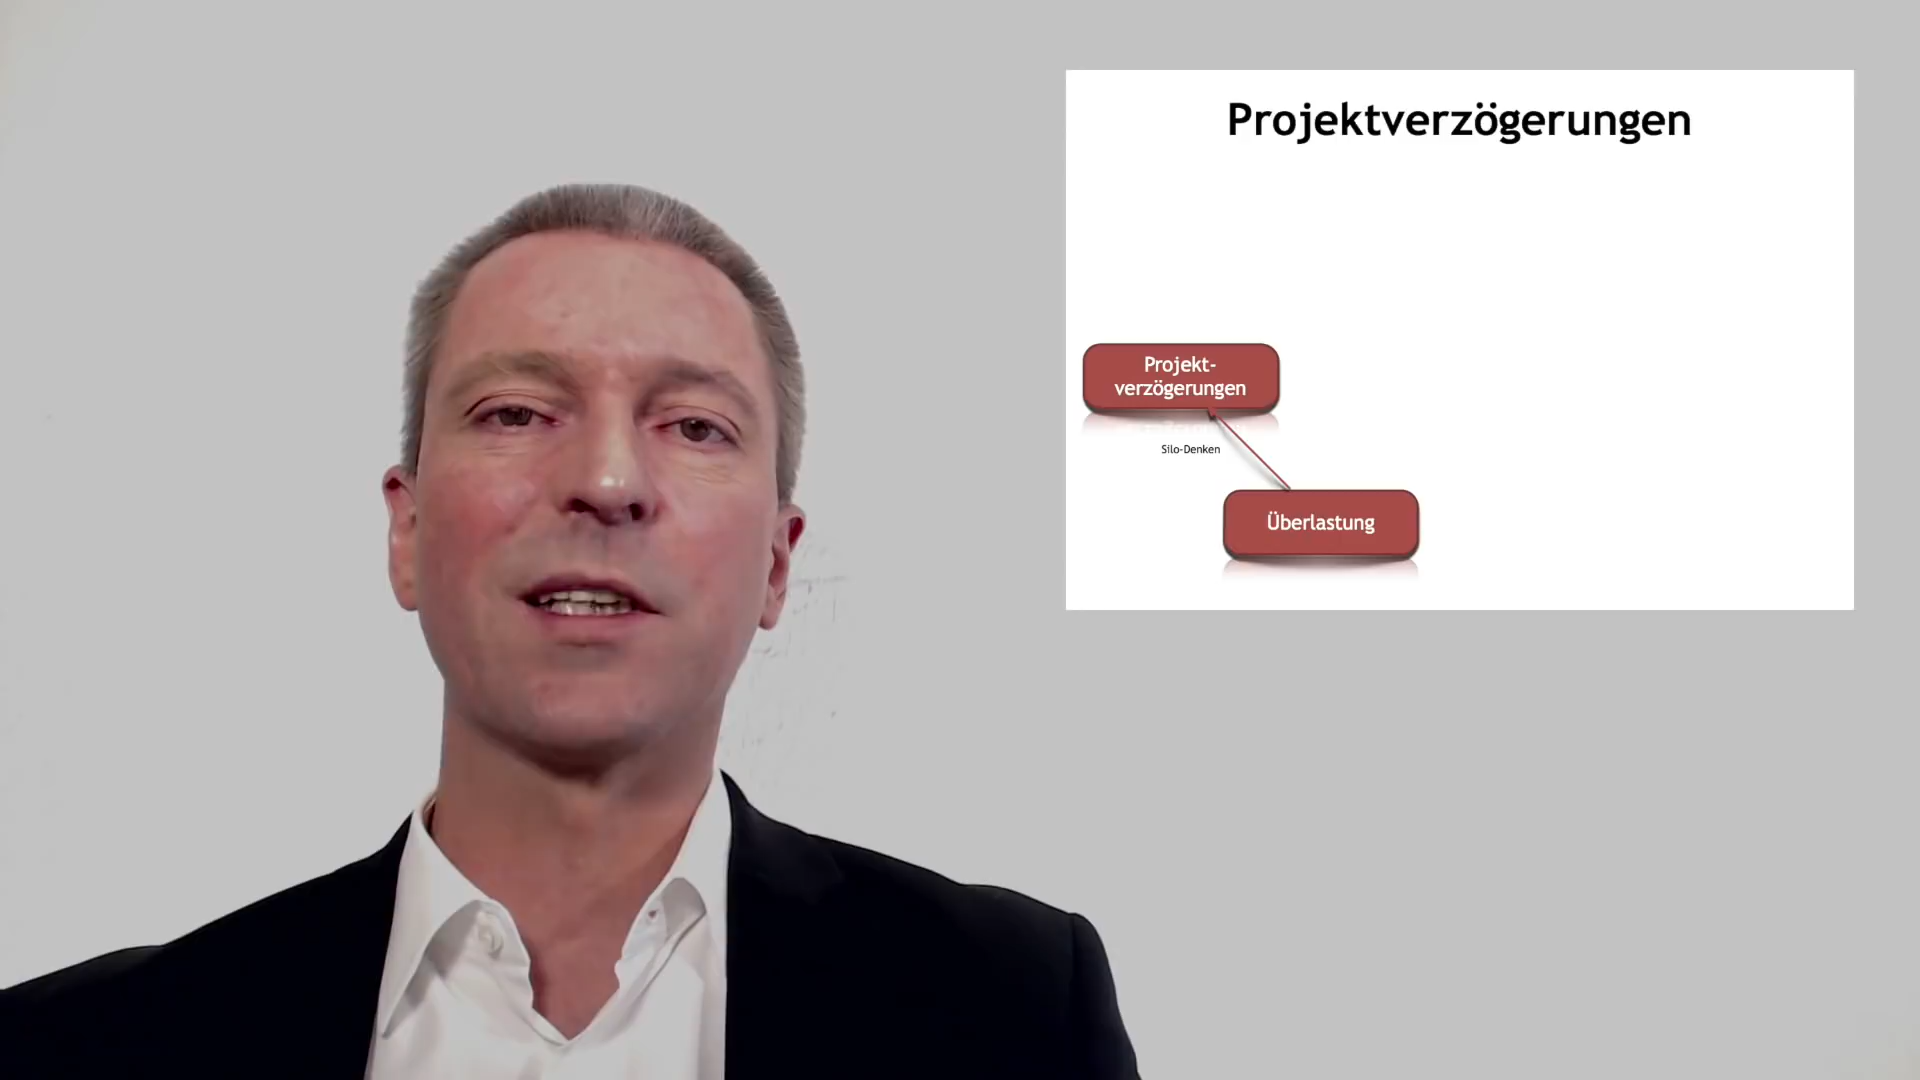 Projektverzögerungen
Projekt-
verzögerungen
Silo-Denken
Überlastung